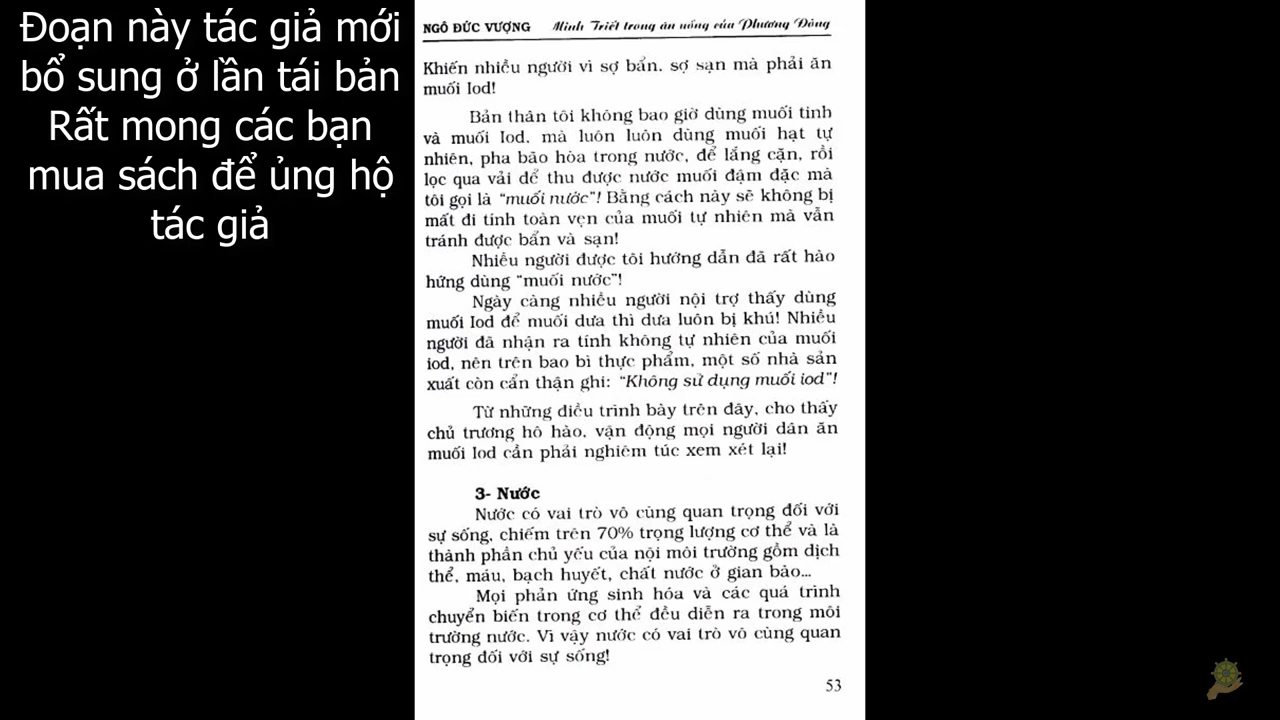 Đoạn này tác giả mới
bổ sung ở lần tái bản
Rất mong các bạn
mua sách để ủng hộ
tác giả
NGÔ ĐỨC VƯỢNG Minh Triết trong ăn uống của Phương Đông
Khiến nhiều người vì sợ bẩn, sợ sạn mà phải ăn
muối Iod!
Bản thân tôi không bao giờ dùng muối tinh
và muối Iod, mà luôn luôn dùng muối hạt tự
nhiên, pha bão hòa trong nước, để lắng cặn, rồi
lọc qua vải để thu được nước muối đậm đặc mà
tôi gọi là “muối nước”! Bằng cách này sẽ không bị
mất đi tính toàn vẹn của muối tự nhiên mà vẫn
tránh được bẩn và sạn!
Nhiều người được tôi hướng dẫn đã rất hào
hứng dùng “muối nước”!
Ngày càng nhiều người nội trợ thấy dùng
muối Iod để muối dưa thì dưa luôn bị khú! Nhiều
người đã nhận ra tính không tự nhiên của muối
iod, nên trên bao bì thực phẩm, một số nhà sản
xuất còn cẩn thận ghi: “Không sử dụng muối iod”!
Từ những điều trình bày trên đây, cho thấy
chủ trương hô hào, vận động mọi người dân ăn
muối Iod cần phải nghiêm túc xem xét lại!
3- Nước
Nước có vai trò vô cùng quan trọng đối với
sự sống, chiếm trên 70% trọng lượng cơ thể và là
thành phần chủ yếu của nội môi trường gồm dịch
thể, máu, bạch huyết, chất nước ở gian bào...
Mọi phản ứng sinh hóa và các quá trình
chuyển biến trong cơ thể đều diễn ra trong môi
trường nước. Vì vậy nước có vai trò vô cùng quan
trọng đối với sự sống!
53